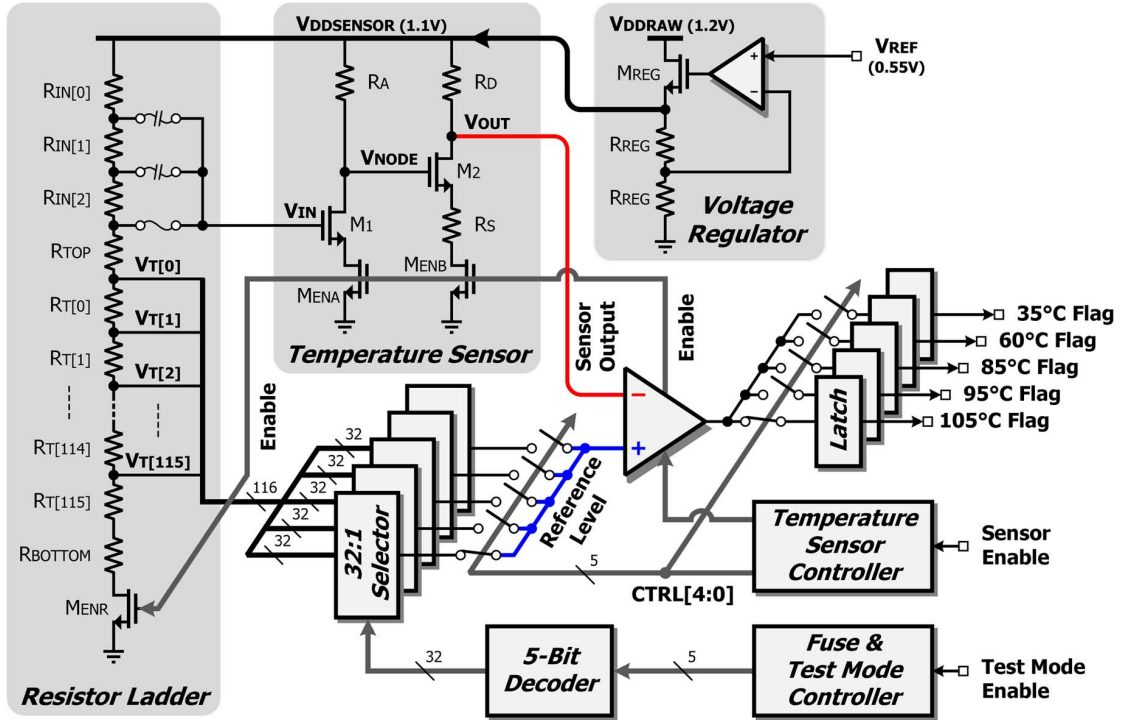 VDDSENSOR (1.1V)
VDDRAW (1.2V)
VREF
(0.55V)
MREG
+
−
RREG
RREG
Voltage
Regulator
RIN[0]
RIN[1]
RIN[2]
RTOP
VT[0]
RT[0]
VT[1]
RT[1]
VT[2]
RT[114]
VT[115]
RT[115]
RBOTTOM
MENR
Resistor Ladder
RA
RD
VOUT
VNODE
M2
VIN
M1
RS
MENA
MENB
Temperature Sensor
Sensor
Output
Enable
Enable
116
32
32
32
32
32
32:1
Selector
Reference
Level
−
+
5
CTRL[4:0]
Latch
35°C Flag
60°C Flag
85°C Flag
95°C Flag
105°C Flag
Temperature
Sensor
Controller
Sensor
Enable
32
5-Bit
Decoder
5
Fuse &
Test Mode
Controller
Test Mode
Enable